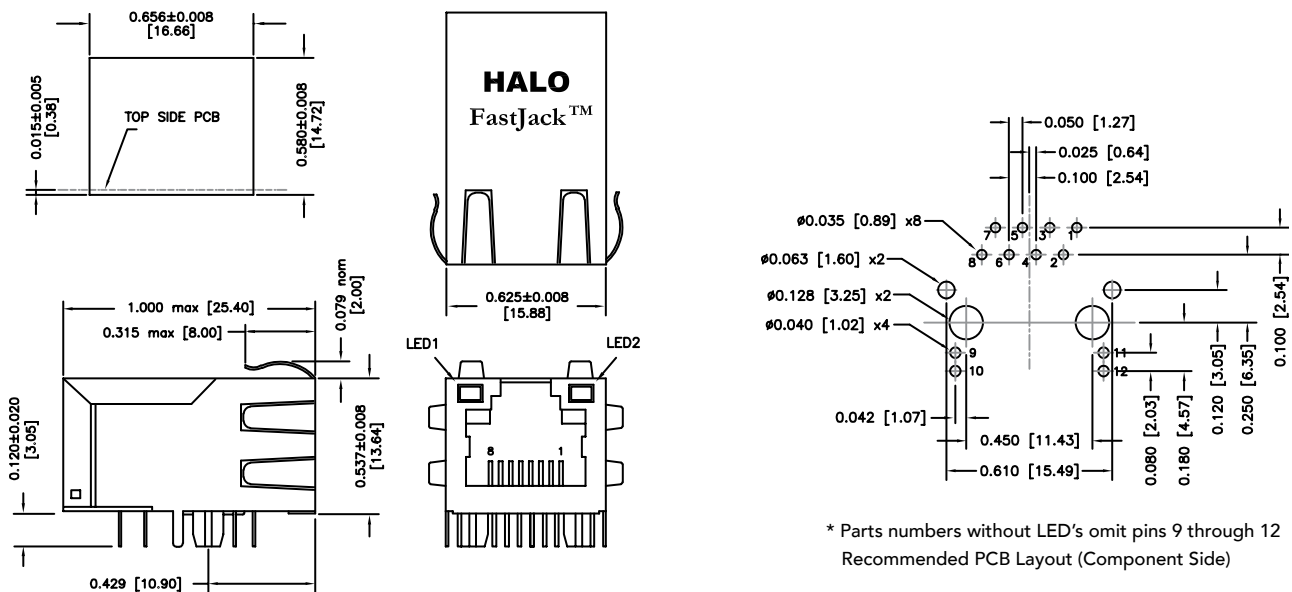 0.656±0.008
[16.66]
0.015±0.005
[0.38]
TOP SIDE PCB
0.580±0.008
[14.72]
HALO
FastJack™
0.625±0.008
[15.88]
1.000 max [25.40]
0.315 max [8.00]
0.079 nom
[2.00]
0.120±0.020
[3.05]
0.537±0.008
[13.64]
0.429 [10.90]
LED1
LED2
8
1
0.050 [1.27]
0.025 [0.64]
0.100 [2.54]
ø0.035 [0.89] x8
7
5
3
1
8
6
4
2
ø0.063 [1.60] x2
ø0.128 [3.25] x2
ø0.040 [1.02] x4
9
11
10
12
0.042 [1.07]
0.450 [11.43]
0.610 [15.49]
0.080 [2.03]
0.180 [4.57]
0.120 [3.05]
0.250 [6.35]
0.100 [2.54]
* Parts numbers without LED's omit pins 9 through 12
Recommended PCB Layout (Component Side)